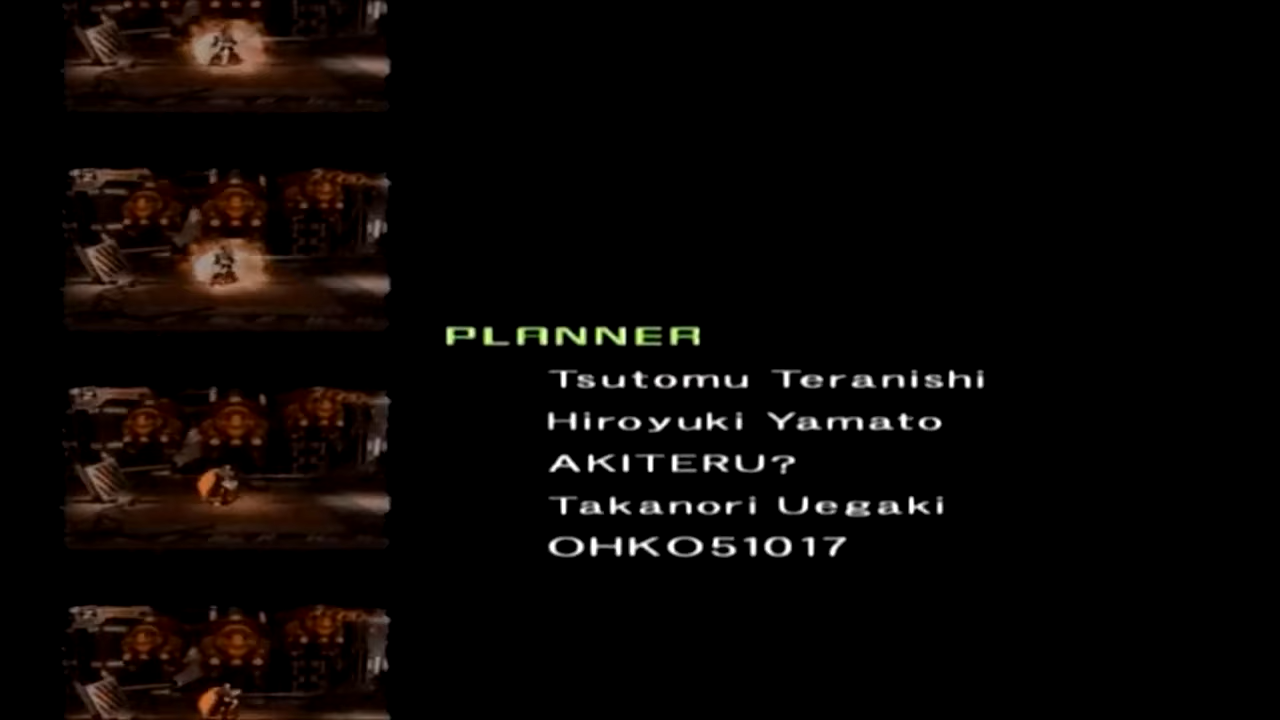 PLANNER
Tsutomu Teranishi
Hiroyuki Yamato
AKITERU?
Takanori Uegaki
OHKO51017